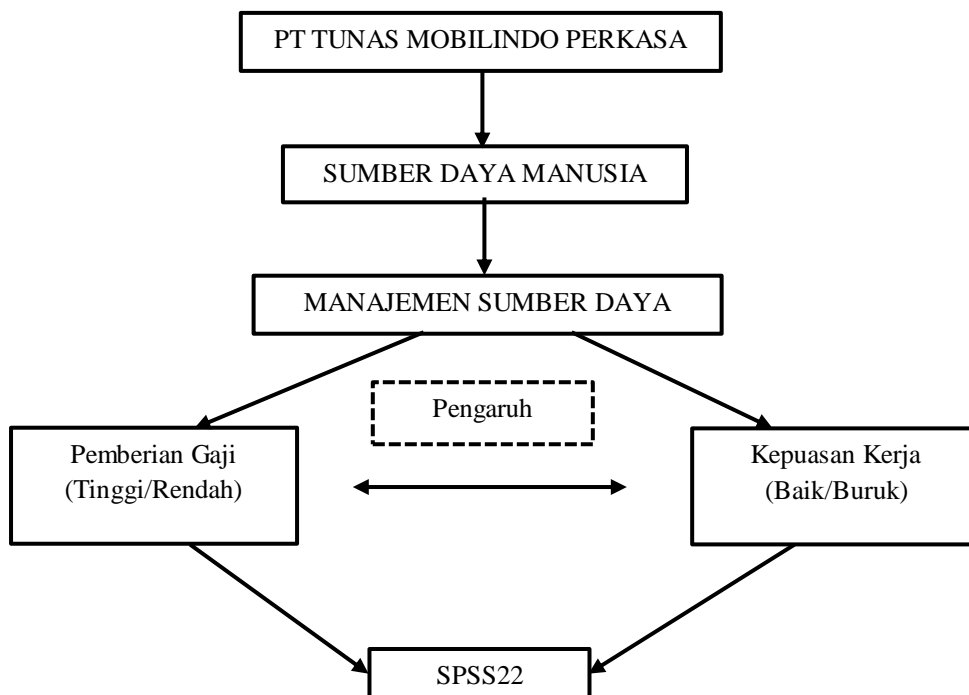 PT TUNAS MOBILINDO PERKASA
SUMBER DAYA MANUSIA
MANAJEMEN SUMBER DAYA
Pengaruh
Pemberian Gaji
(Tinggi/Rendah)
Kepuasan Kerja
(Baik/Buruk)
SPSS22